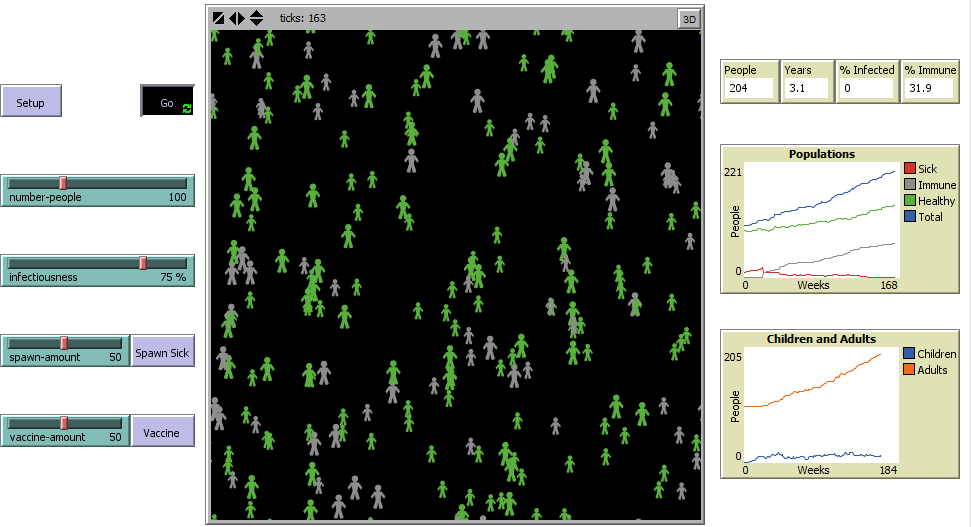 ticks: 163
3D
Setup
Go
number-people 100
infectiousness 75 %
spawn-amount 50
Spawn Sick
vaccine-amount 50
Vaccine
People
204
Years
3.1
% Infected
0
% Immune
31.9
Populations
221
People
0
0
Weeks
168
Sick
Immune
Healthy
Total
Children and Adults
205
People
0
0
Weeks
184
Children
Adults